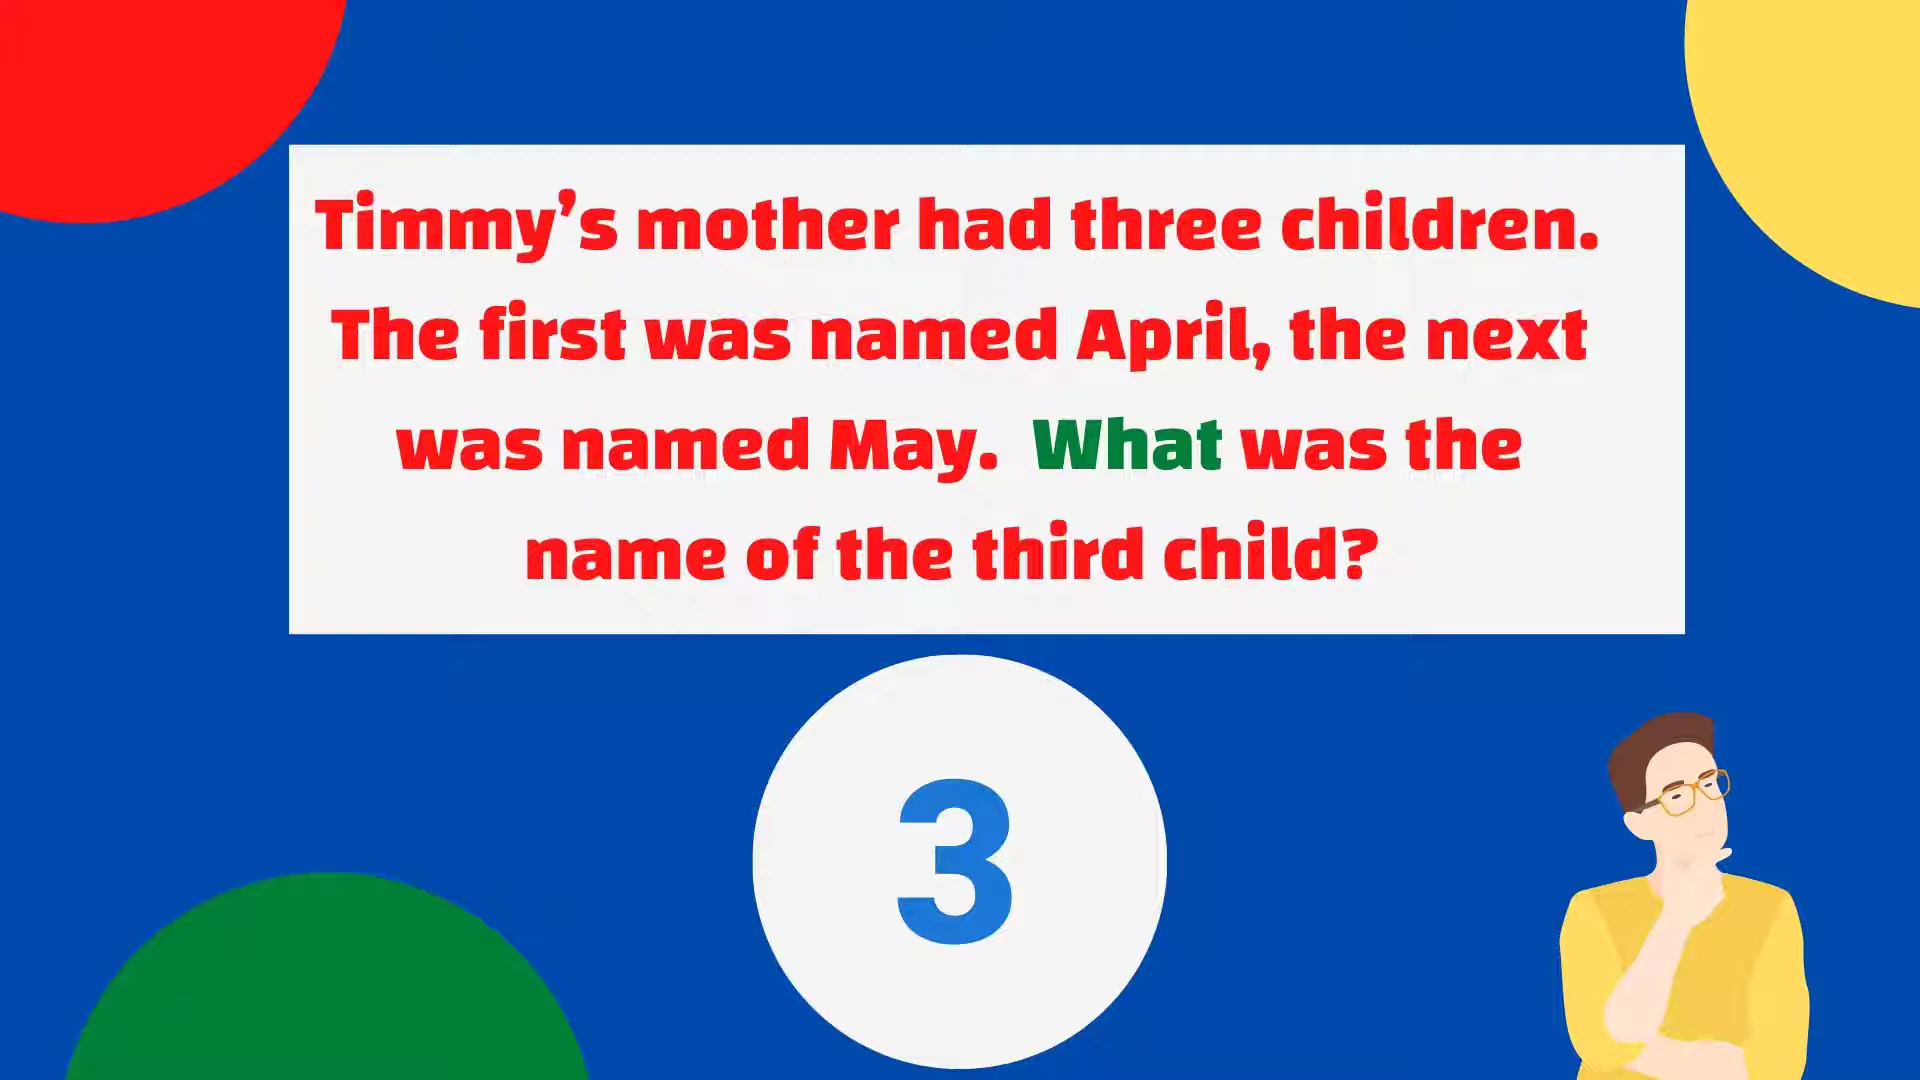 Timmy’s mother had three children.
The first was named April, the next
was named May. What was the
name of the third child?
3